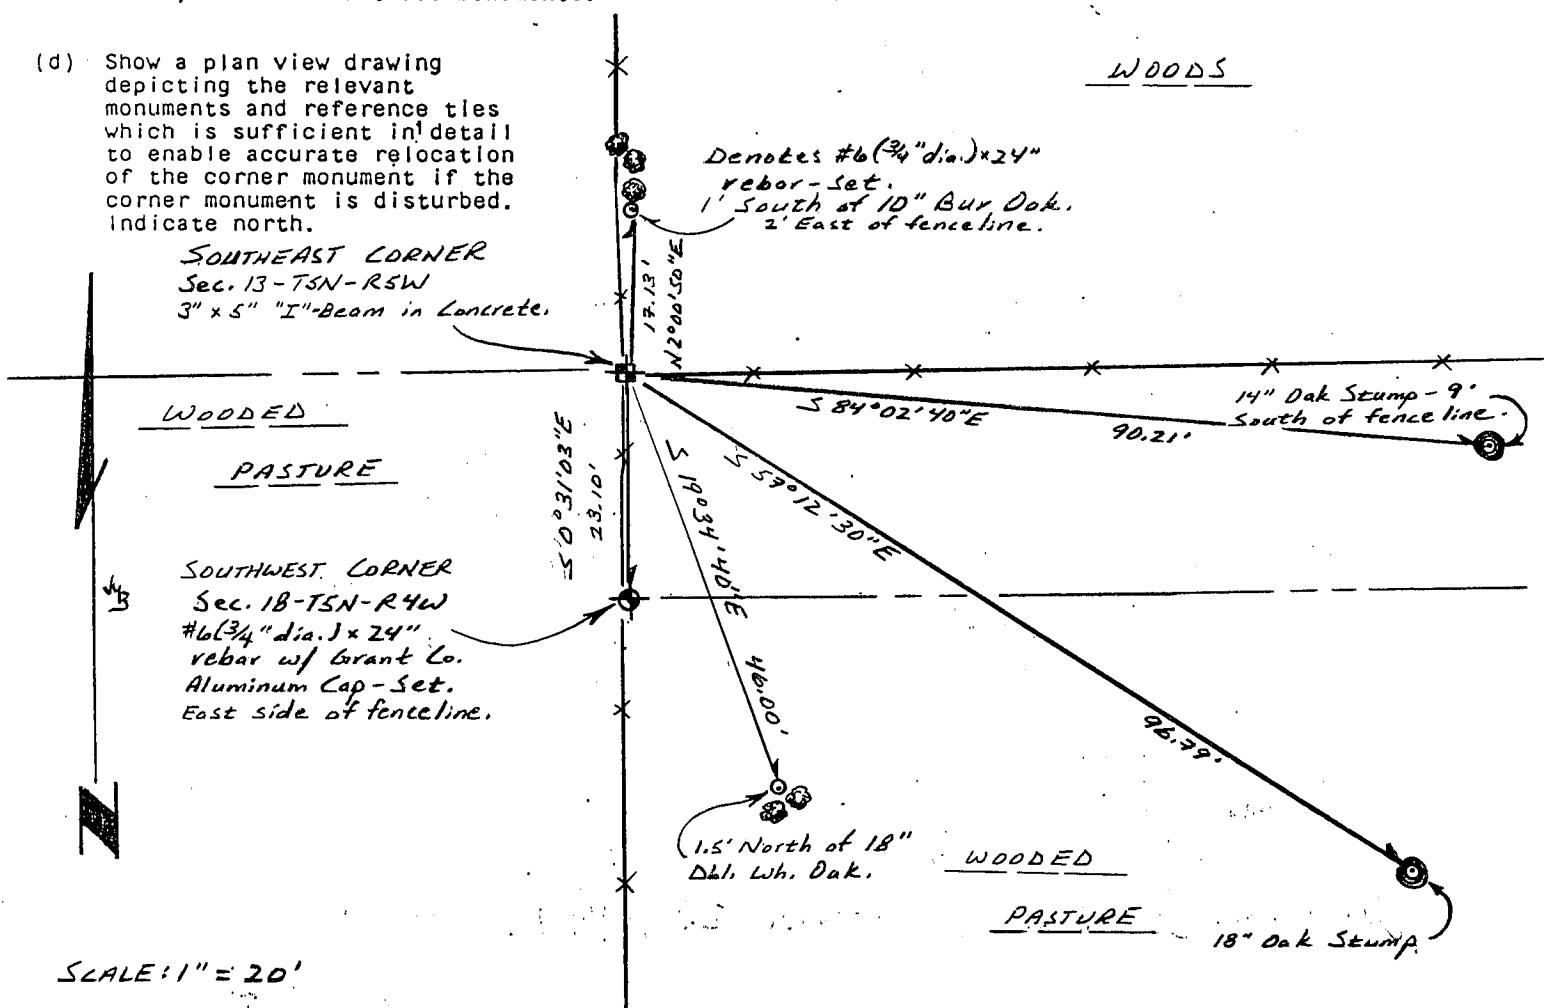 (d) Show a plan view drawing
depicting the relevant
monuments and reference ties
which is sufficient in detail
to enable accurate relocation
of the corner monument if the
corner monument is disturbed.
Indicate north.
WOODS
Denotes #6(3/4"dia.)x24"
rebar-set.
1' South of 10" Bur Oak.
2' East of fenceline.
SOUTHEAST CORNER
Sec. 13-T5N-R5W
3" x 5" "I"-Beam in Concrete.
17.13'
N2°00'50"E
WOODED
PASTURE
S 84°02'40"E
90.21'
14" Oak Stump - 9'
South of fenceline.
S 0°31'03"E
23.10'
S 19°34'40"E
46.00'
S 57°12'30"E
96.79'
SOUTHWEST CORNER
Sec. 18-T5N-R4W
#6(3/4"dia.) x 24"
rebar w/ Grant Co.
Aluminum Cap-Set.
East side of fenceline.
N
1.5' North of 18"
Dbl. Wh. Oak.
WOODED
PASTURE
18" Oak Stump.
SCALE: 1" = 20'